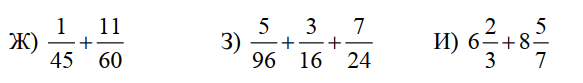 Ж) 1/45 + 11/60    З) 5/96 + 3/16 + 7/24    И) 6 2/3 + 8 5/7